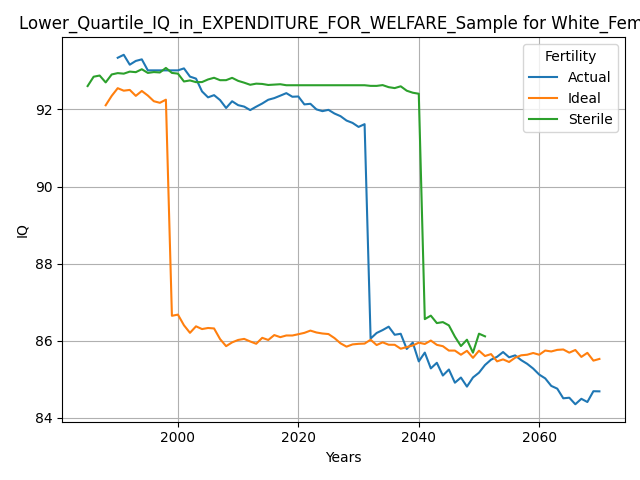 Lower_Quartile_IQ_in_EXPENDITURE_FOR_WELFARE_Sample for White_Fem
Fertility
Actual
Ideal
Sterile
IQ
92
90
88
86
84
2000
2020
2040
2060
Years